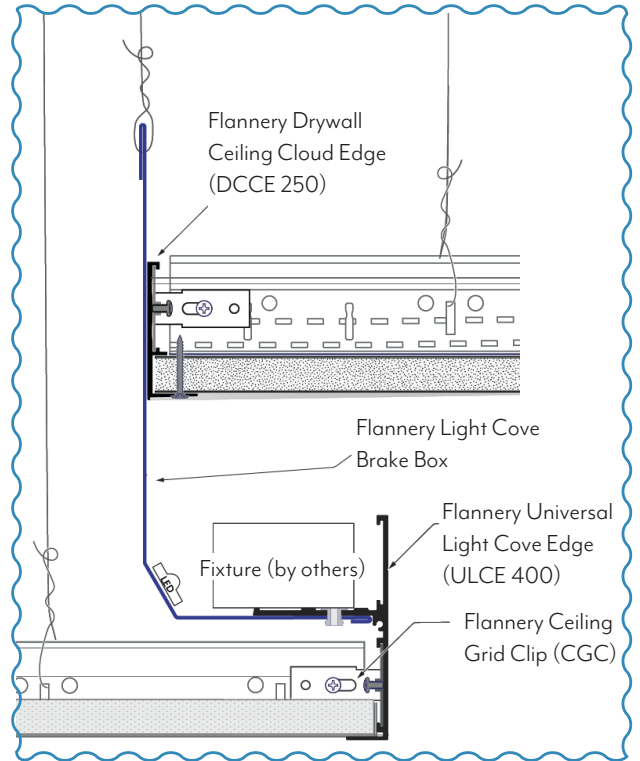 Flannery Drywall
Ceiling Cloud Edge
(DCCE 250)
Flannery Light Cove
Brake Box
Flannery Universal
Light Cove Edge
(ULCE 400)
Fixture (by others)
LED
Flannery Ceiling
Grid Clip (CGC)